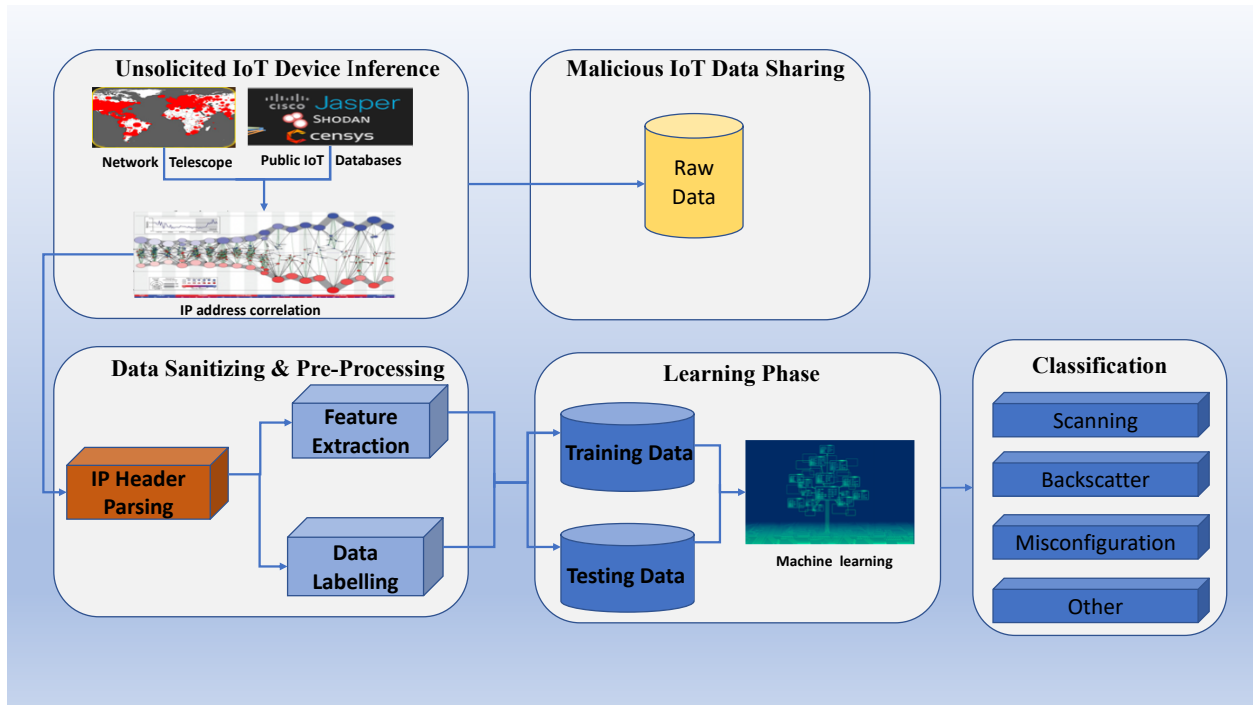 Unsolicited IoT Device Inference
CISCO Jasper
SHODAN
censys
Network Telescope
Public IoT Databases
IP address correlation
Malicious IoT Data Sharing
Raw
Data
Data Sanitizing & Pre-Processing
IP Header
Parsing
Feature
Extraction
Data
Labelling
Learning Phase
Training Data
Testing Data
Machine learning
Classification
Scanning
Backscatter
Misconfiguration
Other